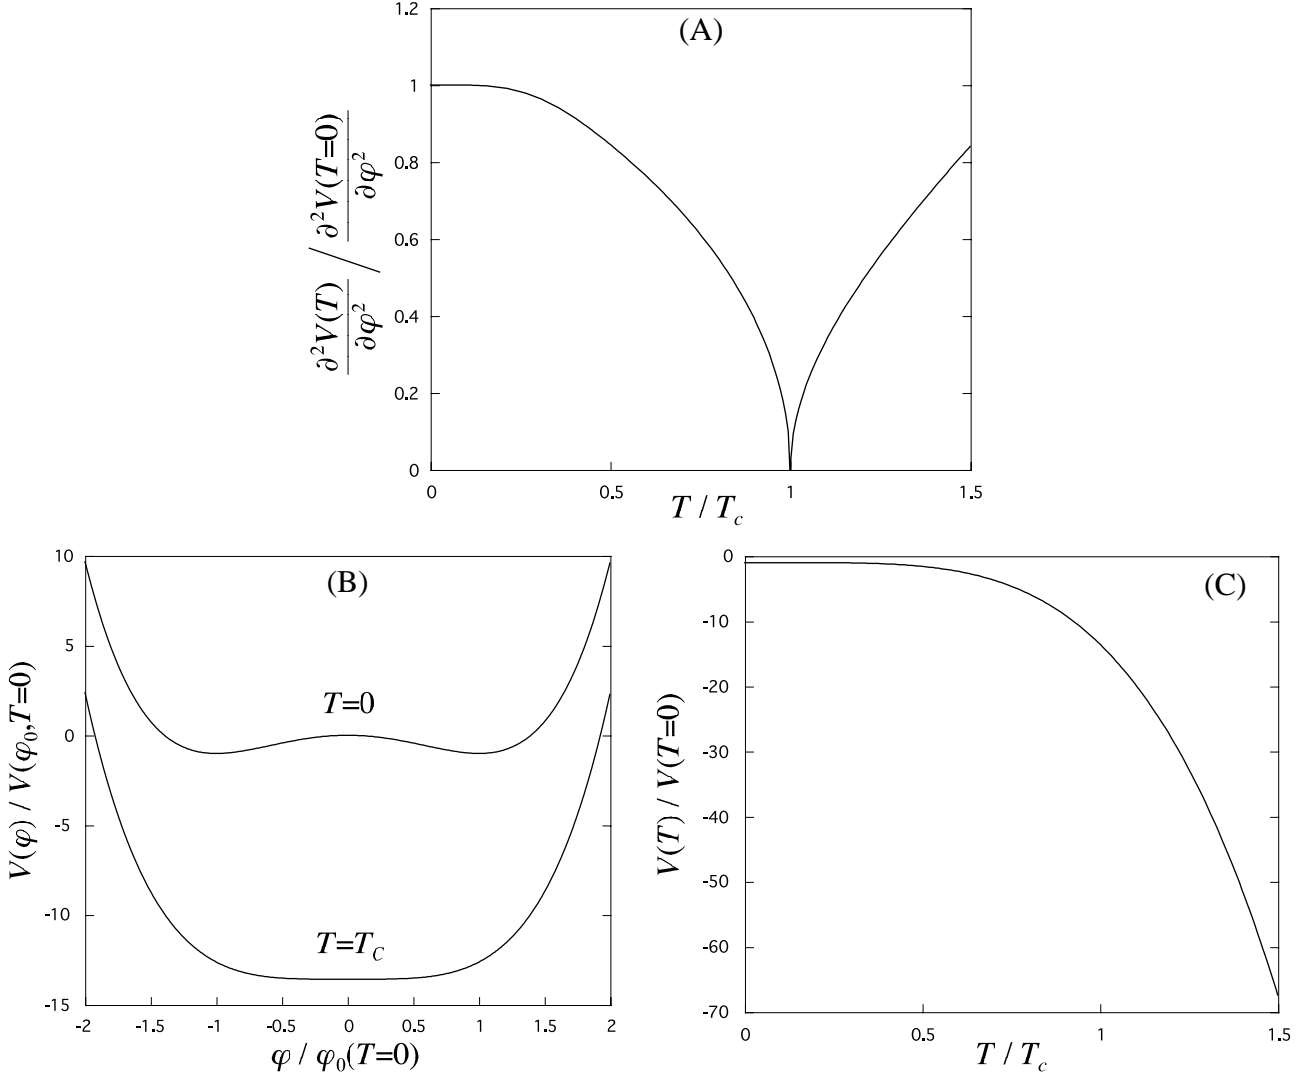 (A)
1.2
1
0.8
0.6
0.4
0.2
0
0 0.5 1 1.5
T / T_c
∂²V(T) / ∂φ² / ∂²V(T=0) / ∂φ²
(B)
10
5
0
-5
-10
-15
-2 -1.5 -1 -0.5 0 0.5 1 1.5 2
T=0
T=T_C
φ / φ₀(T=0)
V(φ) / V(φ₀,T=0)
(C)
0
-10
-20
-30
-40
-50
-60
-70
0 0.5 1 1.5
T / T_c
V(T) / V(T=0)